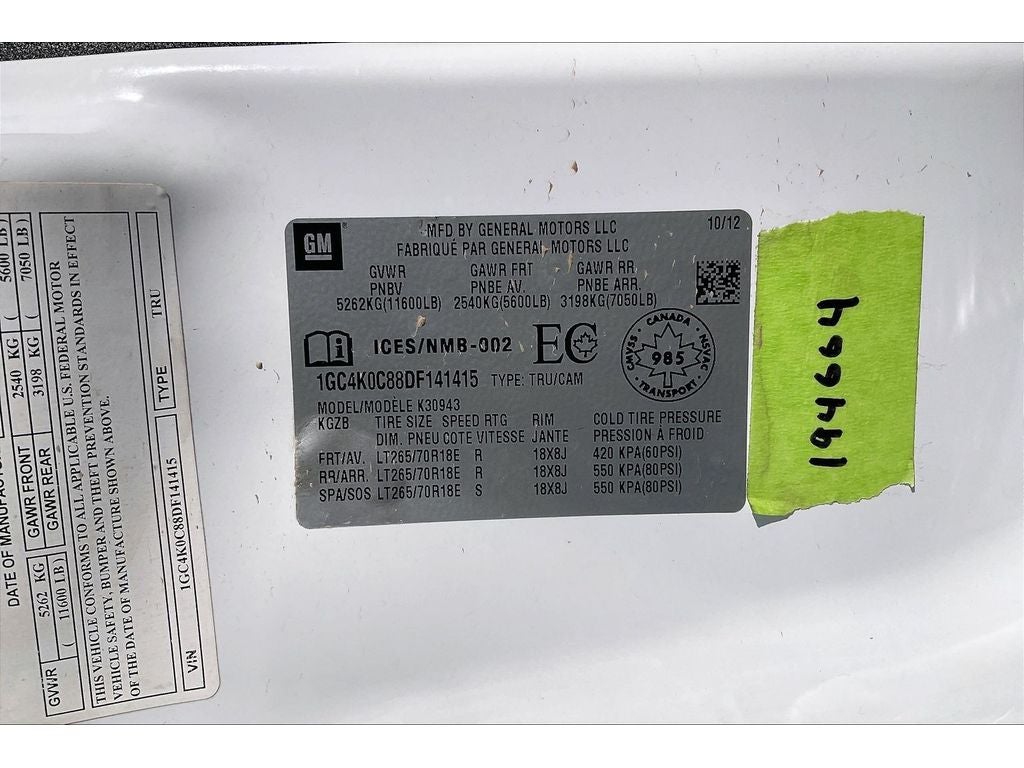 DATE OF MANUFACTUR
GVWR 5262 KG GAWR FRONT 2540 KG ( 5600 LB )
( 11600 LB ) GAWR REAR 3198 KG ( 7050 LB )
THIS VEHICLE CONFORMS TO ALL APPLICABLE U.S. FEDERAL MOTOR
VEHICLE SAFETY, BUMPER AND THEFT PREVENTION STANDARDS IN EFFECT
OF THE DATE OF MANUFACTURE SHOWN ABOVE.
VIN 1GC4K0C88DF141415 TYPE TRU
GM
MFD BY GENERAL MOTORS LLC 10/12
FABRIQUÉ PAR GENERAL MOTORS LLC
GVWR GAWR FRT GAWR RR
PNBV PNBE AV. PNBE ARR.
5262KG(11600LB) 2540KG(5600LB) 3198KG(7050LB)
i ICES/NMB-002 EC
CANADA
CMVSS 985 NSVAC
TRANSPORT
1GC4K0C88DF141415 TYPE: TRU/CAM
MODEL/MODÈLE K30943
KGZB TIRE SIZE SPEED RTG RIM COLD TIRE PRESSURE
DIM. PNEU COTE VITESSE JANTE PRESSION À FROID
FRT/AV. LT265/70R18E R 18X8J 420 KPA(60PSI)
RR/ARR. LT265/70R18E R 18X8J 550 KPA(80PSI)
SPA/SOS LT265/70R18E S 18X8J 550 KPA(80PSI)
194664